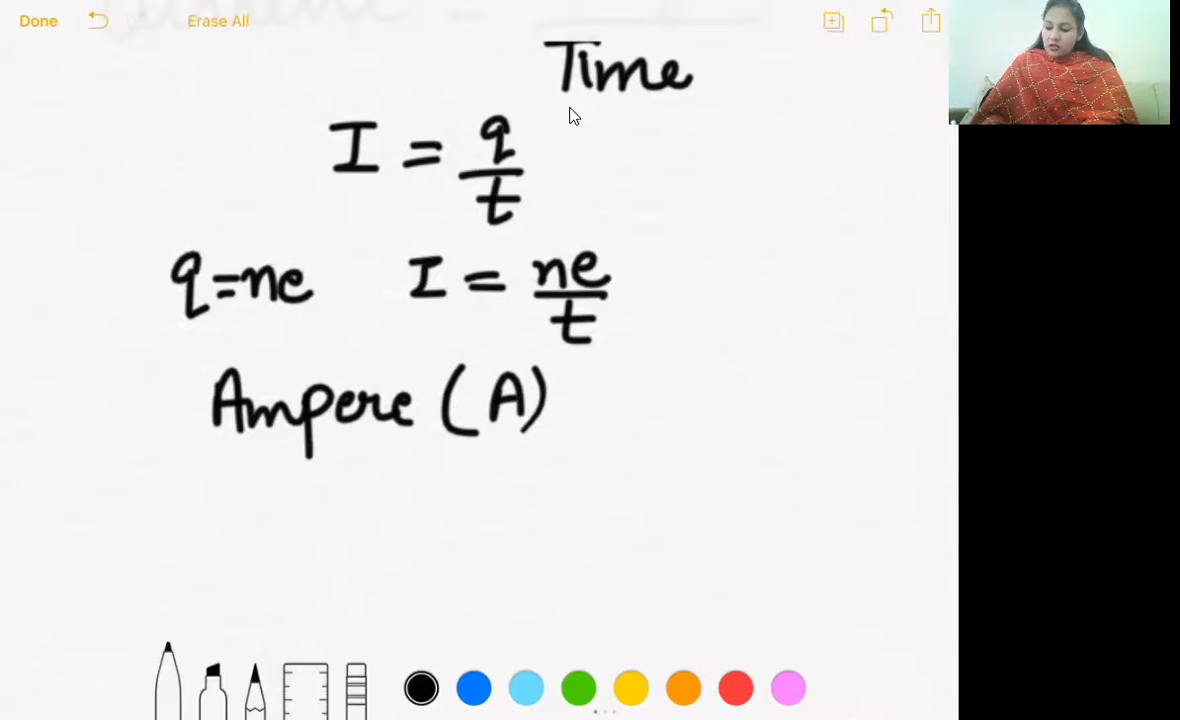 Done Erase All
Time
I = q/t
q=ne I = ne/t
Ampere (A)